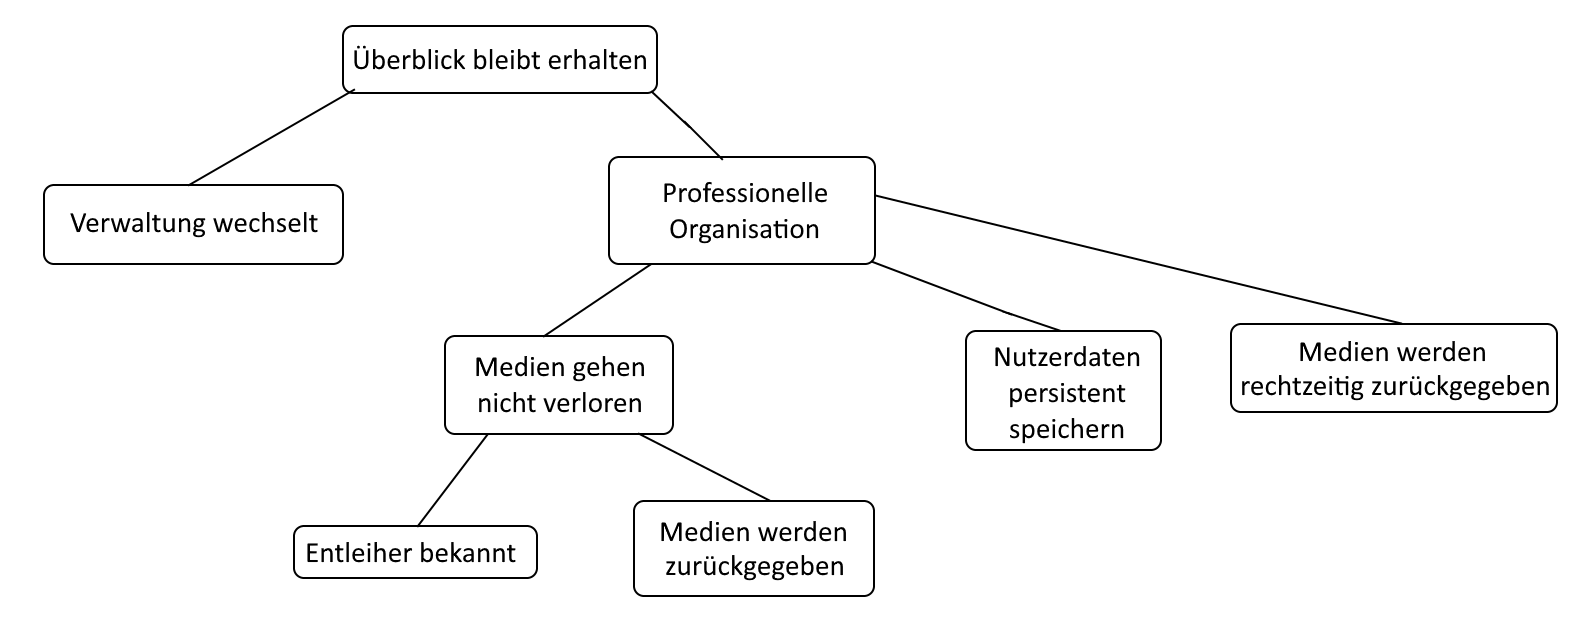 Überblick bleibt erhalten
Verwaltung wechselt
Professionelle
Organisation
Medien gehen
nicht verloren
Nutzerdaten
persistent
speichern
Medien werden
rechtzeitig zurückgegeben
Entleiher bekannt
Medien werden
zurückgegeben